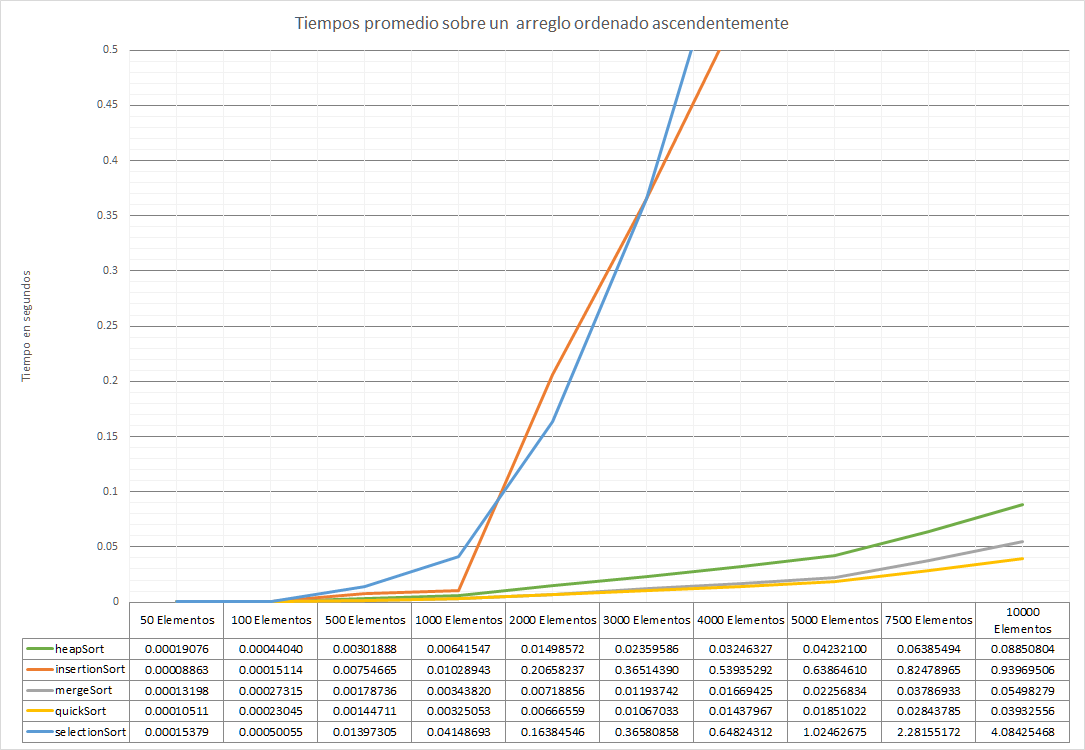 Tiempos promedio sobre un arreglo ordenado ascendentemente
0.5
0.45
0.4
0.35
0.3
0.25
0.2
0.15
0.1
0.05
0
Tiempo en segundos
50 Elementos 100 Elementos 500 Elementos 1000 Elementos 2000 Elementos 3000 Elementos 4000 Elementos 5000 Elementos 7500 Elementos 10000 Elementos
heapSort 0.00019076 0.00044040 0.00301888 0.00641547 0.01498572 0.02359586 0.03246327 0.04232100 0.06385494 0.08850804
insertionSort 0.00008863 0.00015114 0.00754665 0.01028943 0.20658237 0.36514390 0.53935292 0.63864610 0.82478965 0.93969506
mergeSort 0.00013198 0.00027315 0.00178736 0.00343820 0.00718856 0.01193742 0.01669425 0.02256834 0.03786933 0.05498279
quickSort 0.00010511 0.00023045 0.00144711 0.00325053 0.00666559 0.01067033 0.01437967 0.01851022 0.02843785 0.03932556
selectionSort 0.00015379 0.00050055 0.01397305 0.04148693 0.16384546 0.36580858 0.64824312 1.02462675 2.28155172 4.08425468